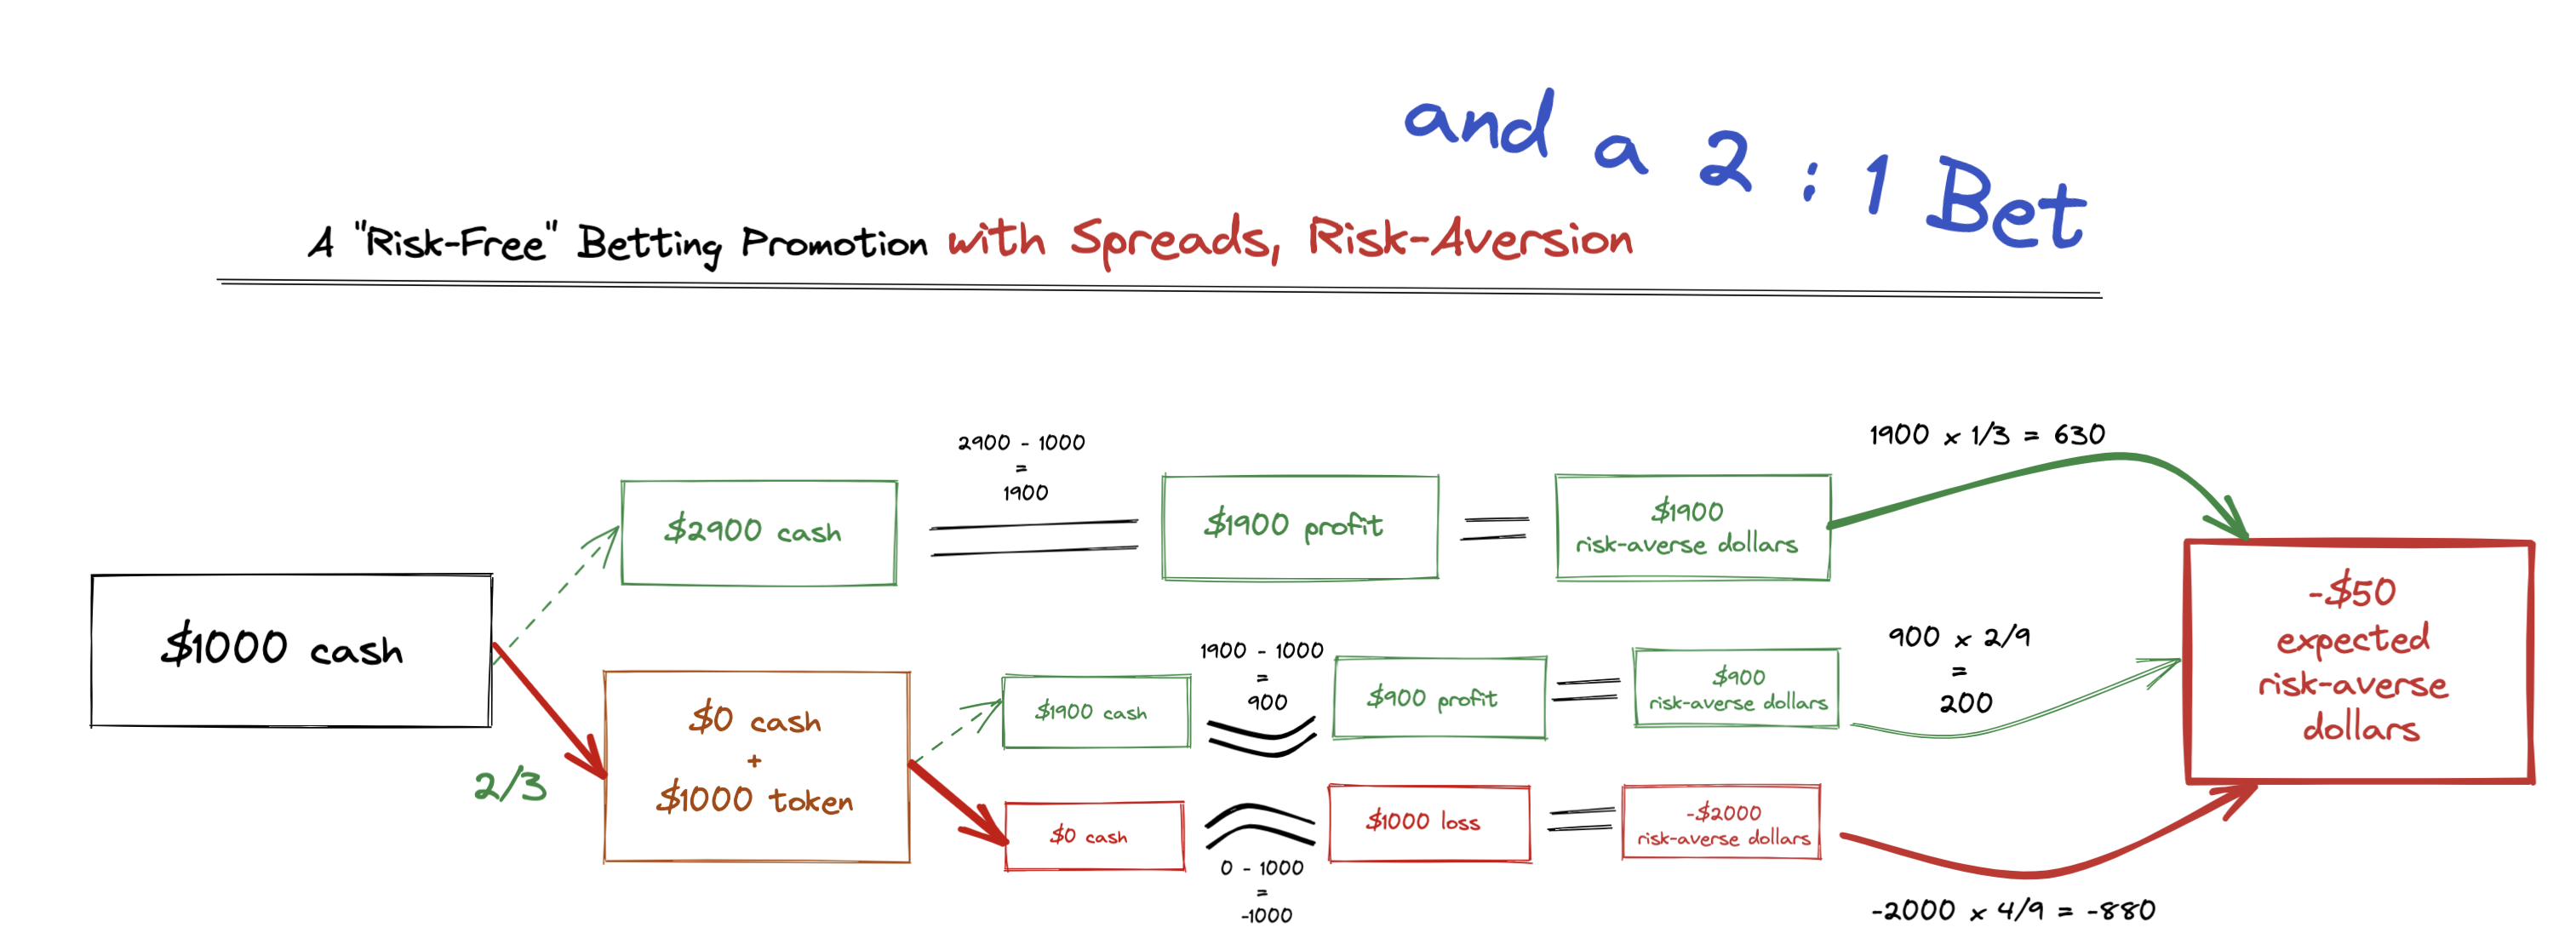 and a 2 : 1 Bet
A "Risk-Free" Betting Promotion with Spreads, Risk-Aversion
2900 - 1000
=
1900
1900 x 1/3 = 630
$2900 cash
$1900 profit
$1900
risk-averse dollars
$1000 cash
2/3
$0 cash
+
$1000 token
$1900 cash
1900 - 1000
=
900
$900 profit
$900
risk-averse dollars
900 x 2/9
=
200
$0 cash
0 - 1000
=
-1000
$1000 loss
-$2000
risk-averse dollars
-2000 x 4/9 = -880
-$50
expected
risk-averse
dollars